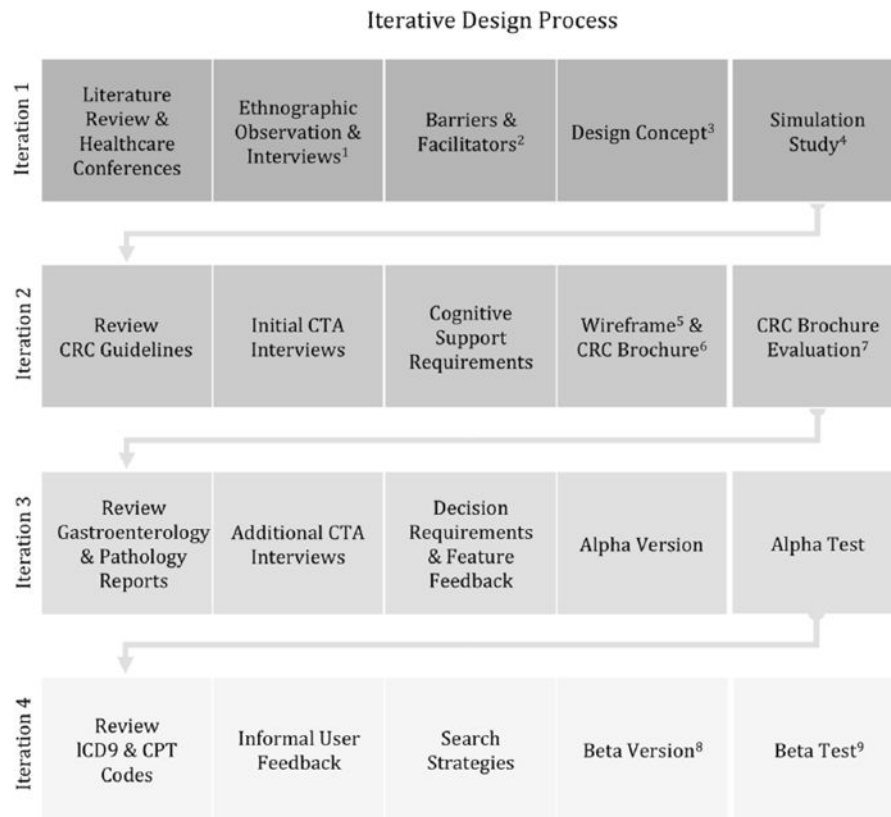 Iterative Design Process
Iteration 1
Literature
Review &
Healthcare
Conferences
Ethnographic
Observation &
Interviews¹
Barriers &
Facilitators²
Design Concept³
Simulation
Study⁴
Iteration 2
Review
CRC Guidelines
Initial CTA
Interviews
Cognitive
Support
Requirements
Wireframe⁵ &
CRC Brochure⁶
CRC Brochure
Evaluation⁷
Iteration 3
Review
Gastroenterology
& Pathology
Reports
Additional CTA
Interviews
Decision
Requirements
& Feature
Feedback
Alpha Version
Alpha Test
Iteration 4
Review
ICD9 & CPT
Codes
Informal User
Feedback
Search
Strategies
Beta Version⁸
Beta Test⁹